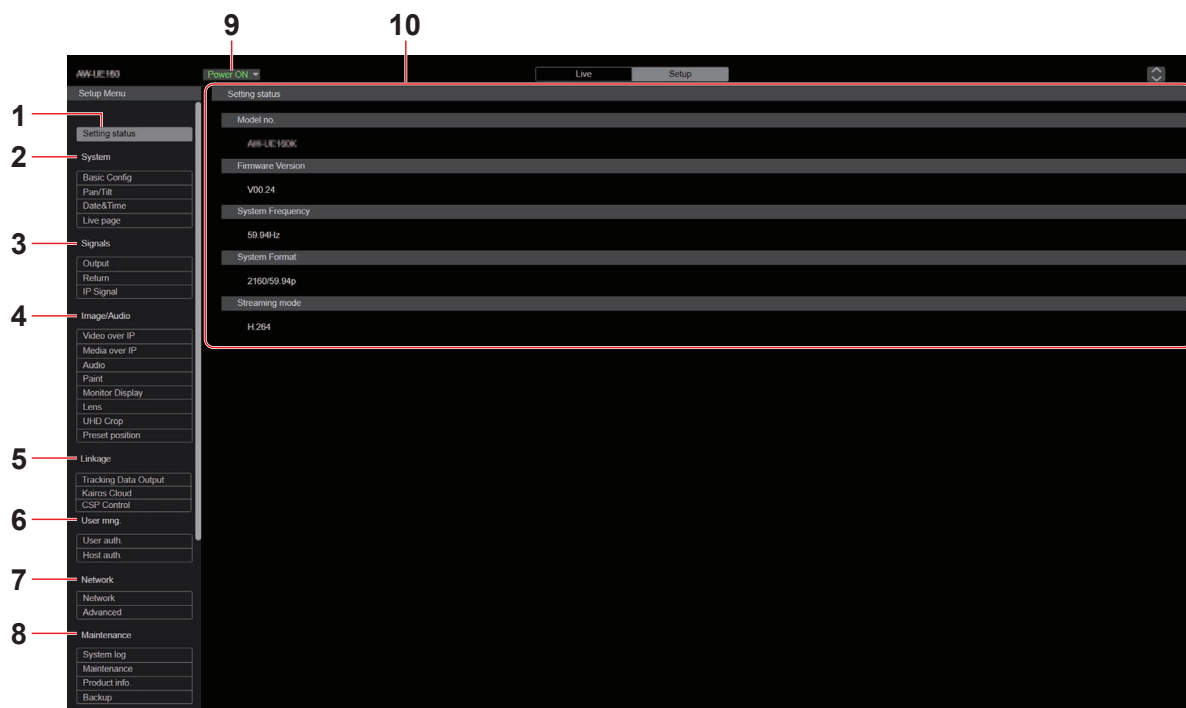 9
10
AW-UE160
Power ON
Live
Setup
Setup Menu
Setting status
1
Setting status
Model no.
2
System
Firmware Version
Basic Config
Pan/Tilt
V00.24
Date&Time
System Frequency
Live page
59.94Hz
3
Signals
System Format
Output
Return
2160/59.94p
IP Signal
Streaming mode
4
Image/Audio
H.264
Video over IP
Media over IP
Audio
Paint
Monitor Display
Lens
UHD Crop
Preset position
5
Linkage
Tracking Data Output
Kairos Cloud
CSP Control
6
User mng.
User auth.
Host auth.
7
Network
Network
Advanced
8
Maintenance
System log
Maintenance
Product info.
Backup